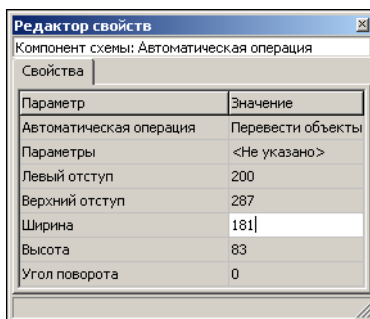 Редактор свойств
Компонент схемы: Автоматическая операция
Свойства
Параметр Значение
Автоматическая операция Перевести объекты
Параметры <Не указано>
Левый отступ 200
Верхний отступ 287
Ширина 181
Высота 83
Угол поворота 0